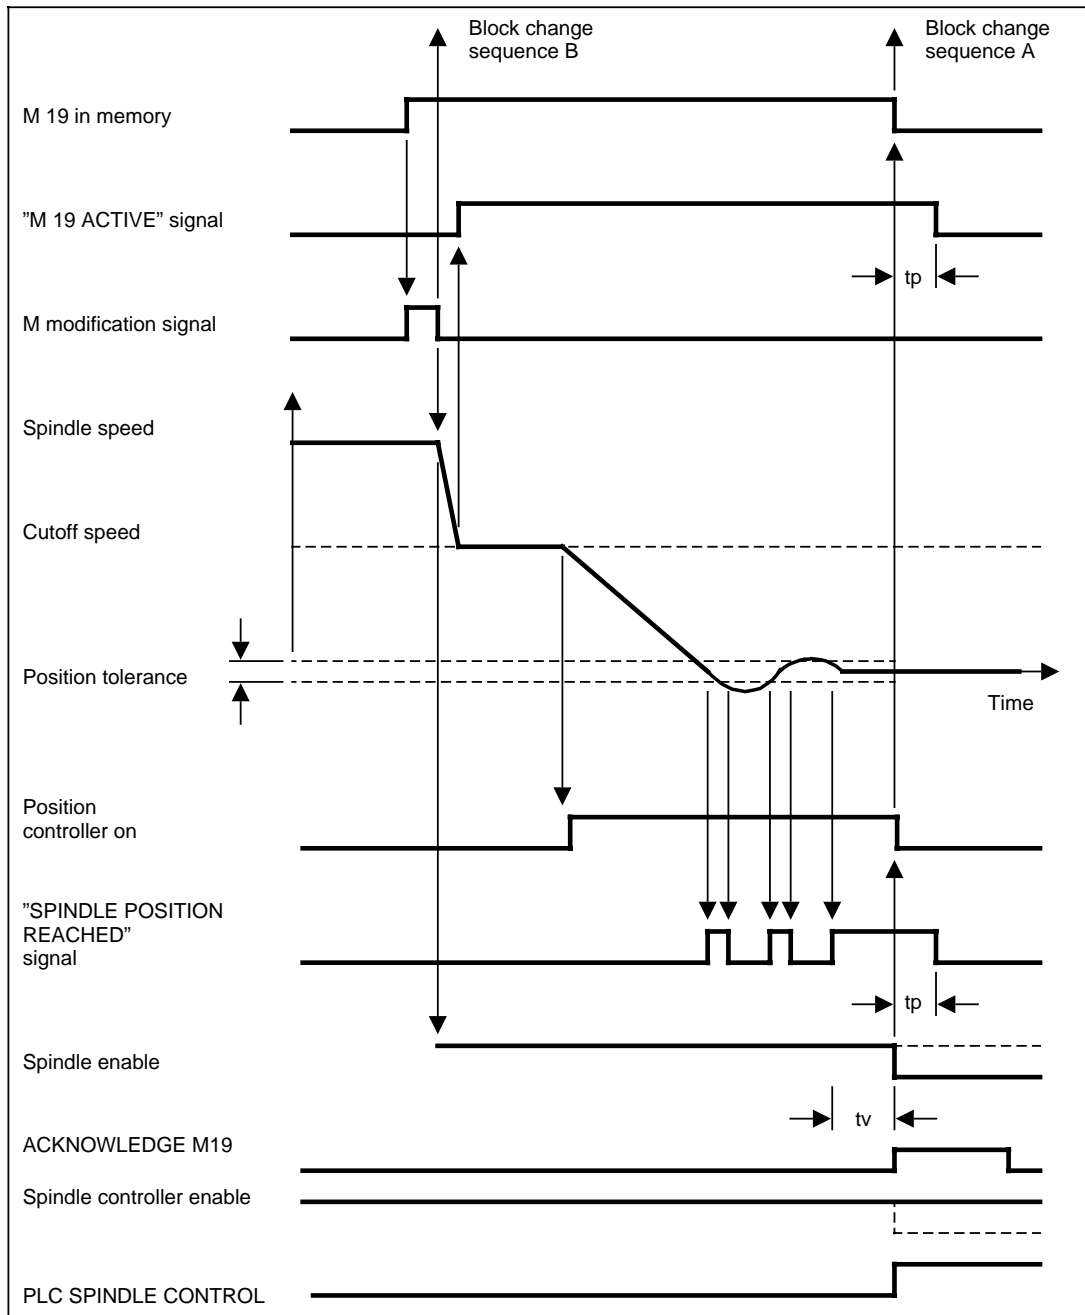 Block change
sequence B
Block change
sequence A
M 19 in memory
”M 19 ACTIVE” signal
tp
M modification signal
Spindle speed
Cutoff speed
Position tolerance
Time
Position
controller on
”SPINDLE POSITION
REACHED”
signal
tp
Spindle enable
tv
ACKNOWLEDGE M19
Spindle controller enable
PLC SPINDLE CONTROL